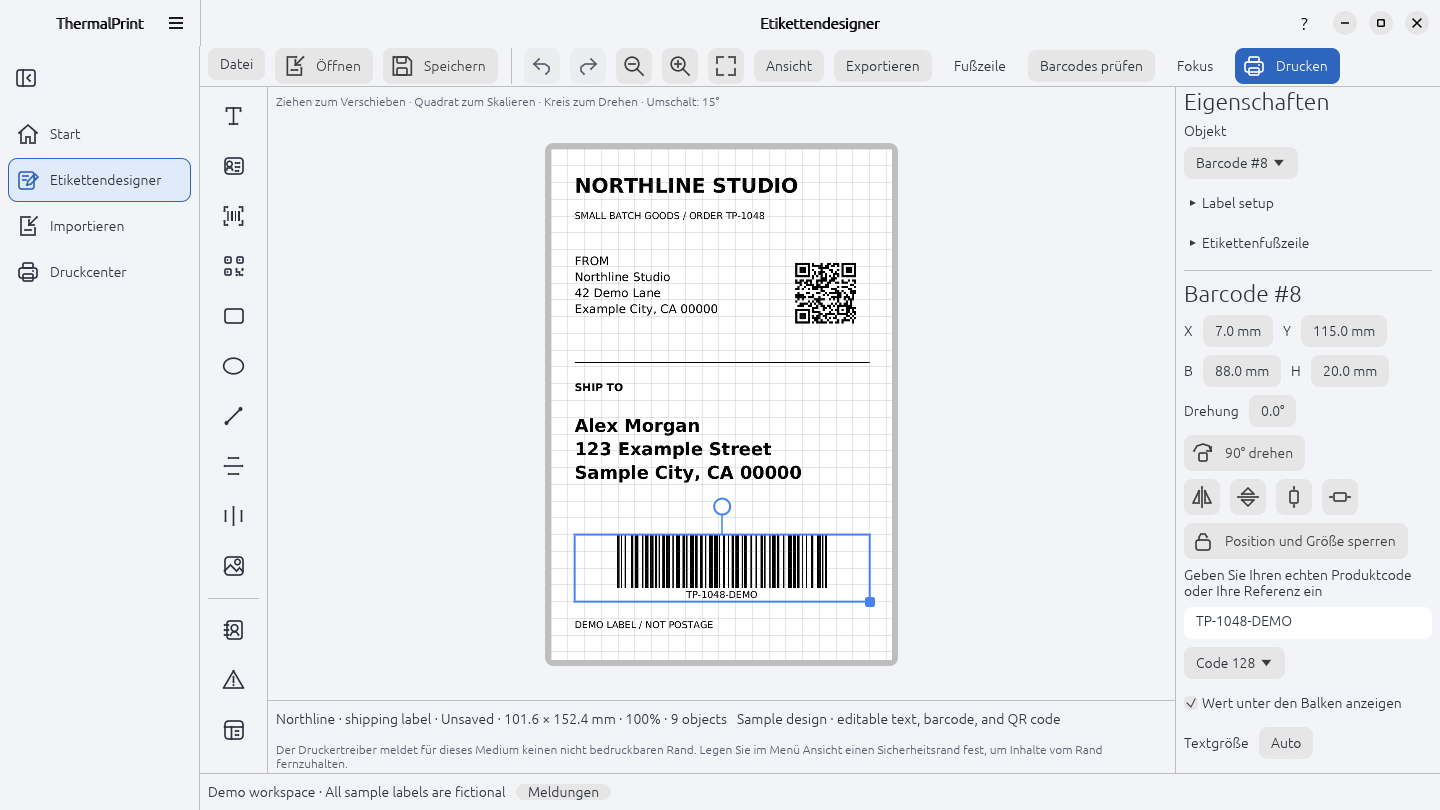 ThermalPrint
Etikettendesigner
?
Datei
Öffnen
Speichern
Ansicht
Exportieren
Fußzeile
Barcodes prüfen
Fokus
Drucken
Start
Etikettendesigner
Importieren
Druckcenter
Ziehen zum Verschieben · Quadrat zum Skalieren · Kreis zum Drehen · Umschalt: 15°
NORTHLINE STUDIO
SMALL BATCH GOODS / ORDER TP-1048
FROM
Northline Studio
42 Demo Lane
Example City, CA 00000
SHIP TO
Alex Morgan
123 Example Street
Sample City, CA 00000
TP-1048-DEMO
DEMO LABEL / NOT POSTAGE
Northline · shipping label · Unsaved · 101.6 × 152.4 mm · 100% · 9 objects Sample design · editable text, barcode, and QR code
Der Druckertreiber meldet für dieses Medium keinen nicht bedruckbaren Rand. Legen Sie im Menü Ansicht einen Sicherheitsrand fest, um Inhalte vom Rand
fernzuhalten.
Demo workspace · All sample labels are fictional
Meldungen
Eigenschaften
Objekt
Barcode #8
Label setup
Etikettenfußzeile
Barcode #8
X 7.0 mm Y 115.0 mm
B 88.0 mm H 20.0 mm
Drehung 0.0°
90° drehen
Position und Größe sperren
Geben Sie Ihren echten Produktcode
oder Ihre Referenz ein
TP-1048-DEMO
Code 128
Wert unter den Balken anzeigen
Textgröße Auto